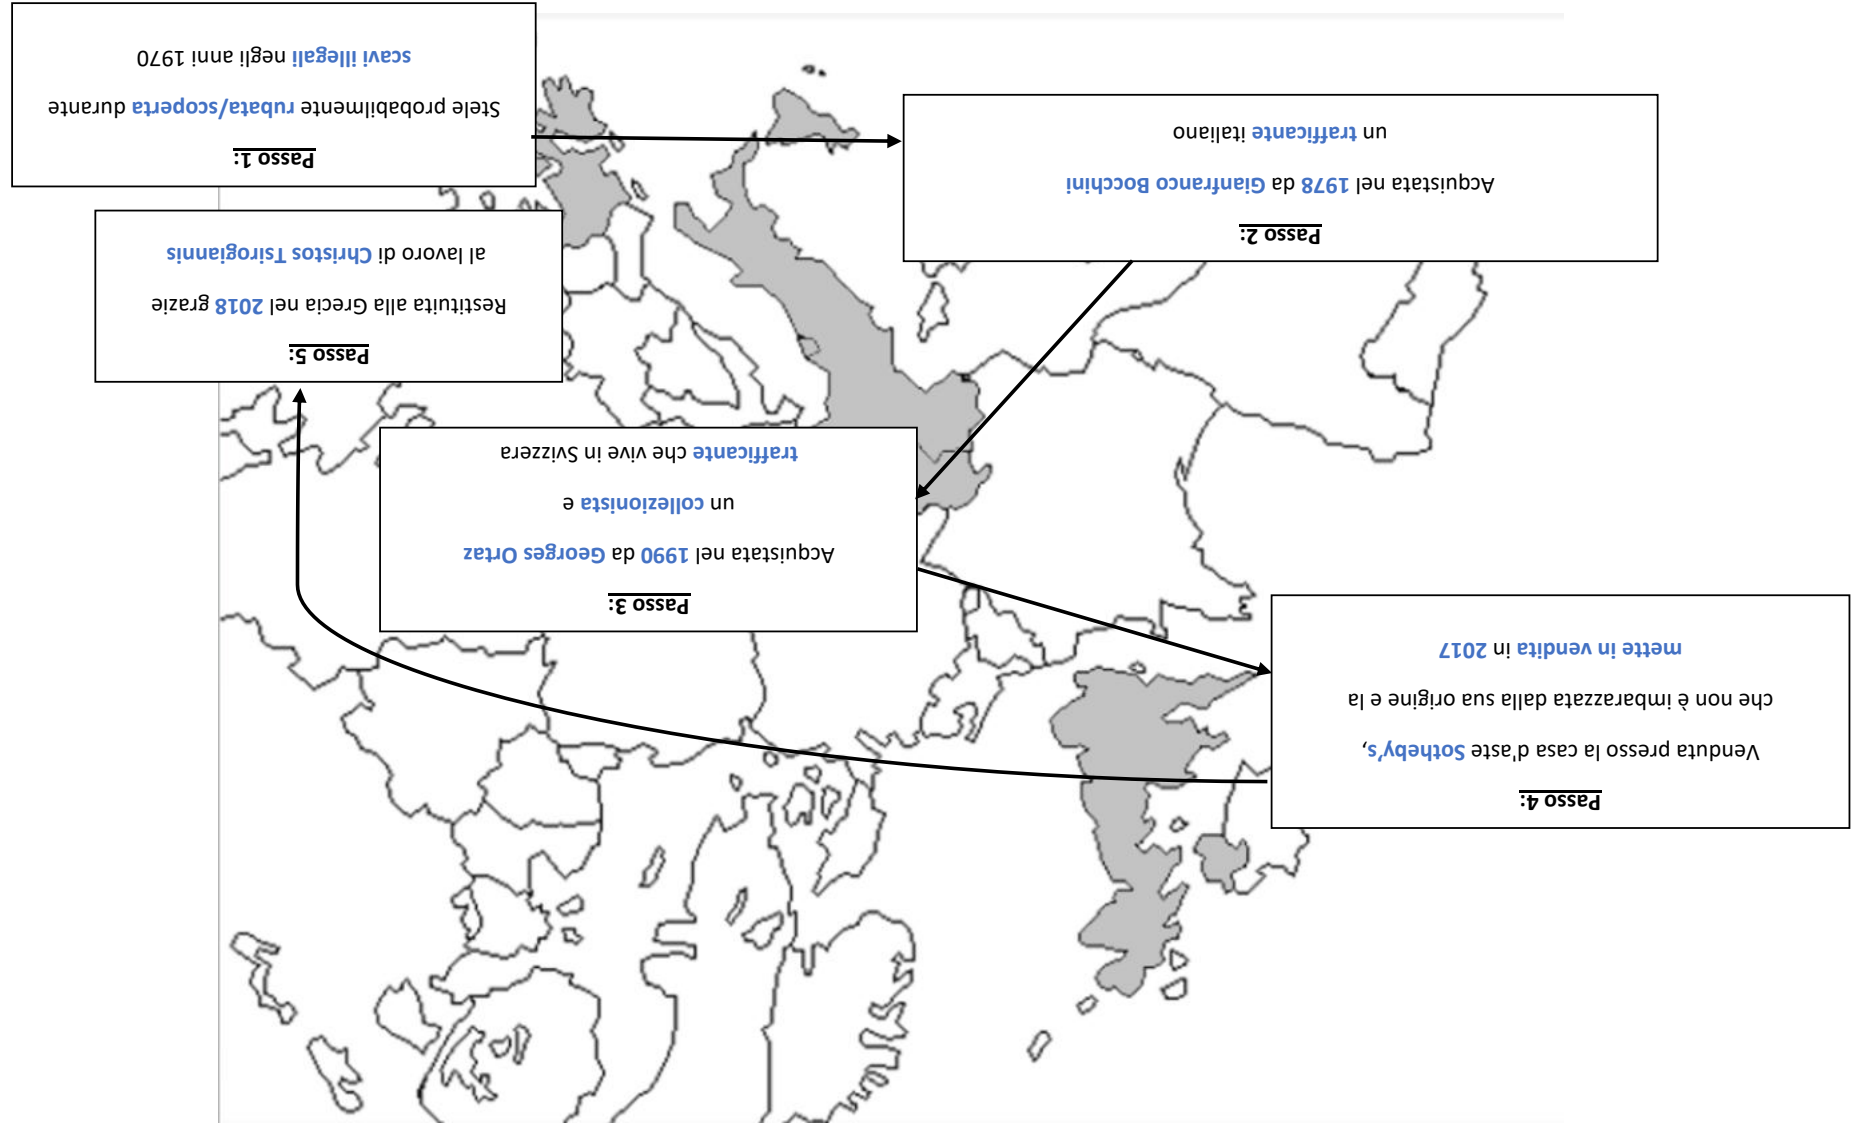 Passo 1:
Stele probabilmente rubata/scoperta durante
scavi illegali negli anni 1970
Passo 2:
Acquistata nel 1978 da Gianfranco Bocchini
un trafficante italiano
Passo 3:
Acquistata nel 1990 da Georges Ortaz
un collezionista e
trafficante che vive in Svizzera
Passo 4:
Venduta presso la casa d'aste Sotheby's,
che non è imbarazzata dalla sua origine e la
mette in vendita in 2017
Passo 5:
Restituita alla Grecia nel 2018 grazie
al lavoro di Christos Tsirogiannis